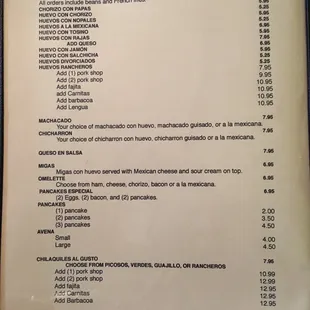 All orders include beans and French fries. 5.95
CHORIZO CON PAPAS 5.25
HUEVO CON CHORIZO 5.25
HUEVOS CON NOPALES 5.25
HUEVOS A LA MEXICANA 5.25
HUEVO CON TOSINO 5.95
HUEVOS CON RAJAS 7.95
ADD QUESO 6.95
HUEVO CON JAMON 5.95
HUEVO CON SALCHICHA 5.25
HUEVOS DIVORCIADOS 5.25
HUEVOS RANCHEROS 7.95
Add (1) pork shop 9.95
Add (2) pork shop 10.95
Add fajita 10.95
add Carnitas 10.95
Add barbacoa 10.95
Add Lengua
MACHACADO 7.95
Your choice of machacado con huevo, machacado guisado, or a la mexicana.
CHICHARRON 7.95
Your choice of chicharron con huevo, chicharron guisado, or a la mexicana.
QUESO EN SALSA 7.95
MIGAS 6.95
Migas con huevo served with Mexican cheese and sour cream on top.
OMELETTE 6.95
Choose from ham, cheese, chorizo, bacon or a la mexicana.
PANCAKES ESPECIAL 6.95
(2) Eggs, (2) bacon, and (2) pancakes.
PANCAKES
(1) pancake 2.00
(2) pancakes 3.50
(3) pancakes 4.50
AVENA
Small 4.00
Large 4.50
CHILAQUILES AL GUSTO 7.95
CHOOSE FROM PICOSOS, VERDES, GUAJILLO, OR RANCHEROS
Add (1) pork shop 10.99
Add (2) pork shop 12.95
Add fajita 12.95
Add Carnitas 12.95
Add Barbacoa 12.95